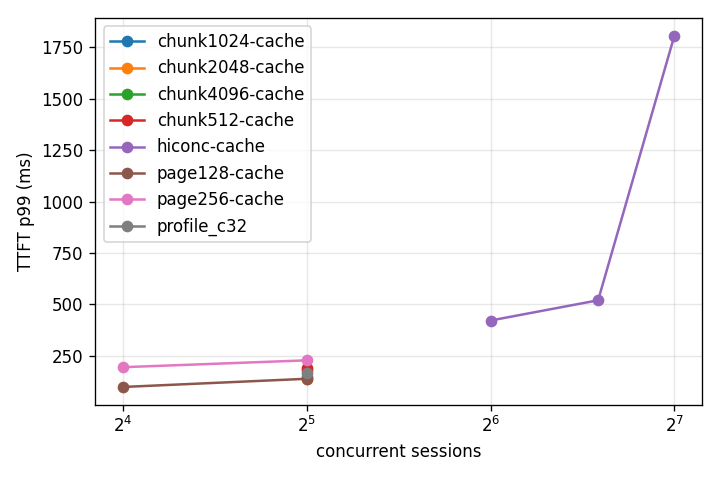 chunk1024-cache
chunk2048-cache
chunk4096-cache
chunk512-cache
hiconc-cache
page128-cache
page256-cache
profile_c32
1750
1500
1250
1000
750
500
250
TTFT p99 (ms)
2⁴ 2⁵ 2⁶ 2⁷
concurrent sessions